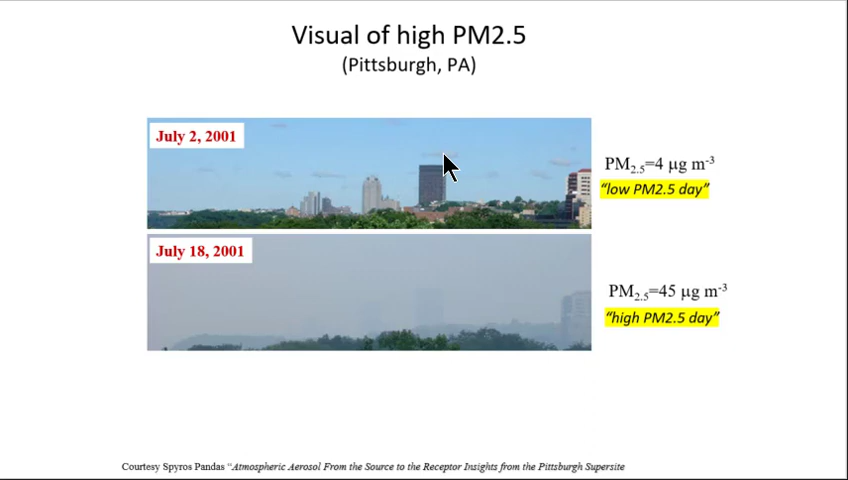 Visual of high PM2.5
(Pittsburgh, PA)
July 2, 2001
PM2.5=4 µg m-3
“low PM2.5 day”
July 18, 2001
PM2.5=45 µg m-3
“high PM2.5 day”
Courtesy Spyros Pandas “Atmospheric Aerosol From the Source to the Receptor Insights from the Pittsburgh Supersite